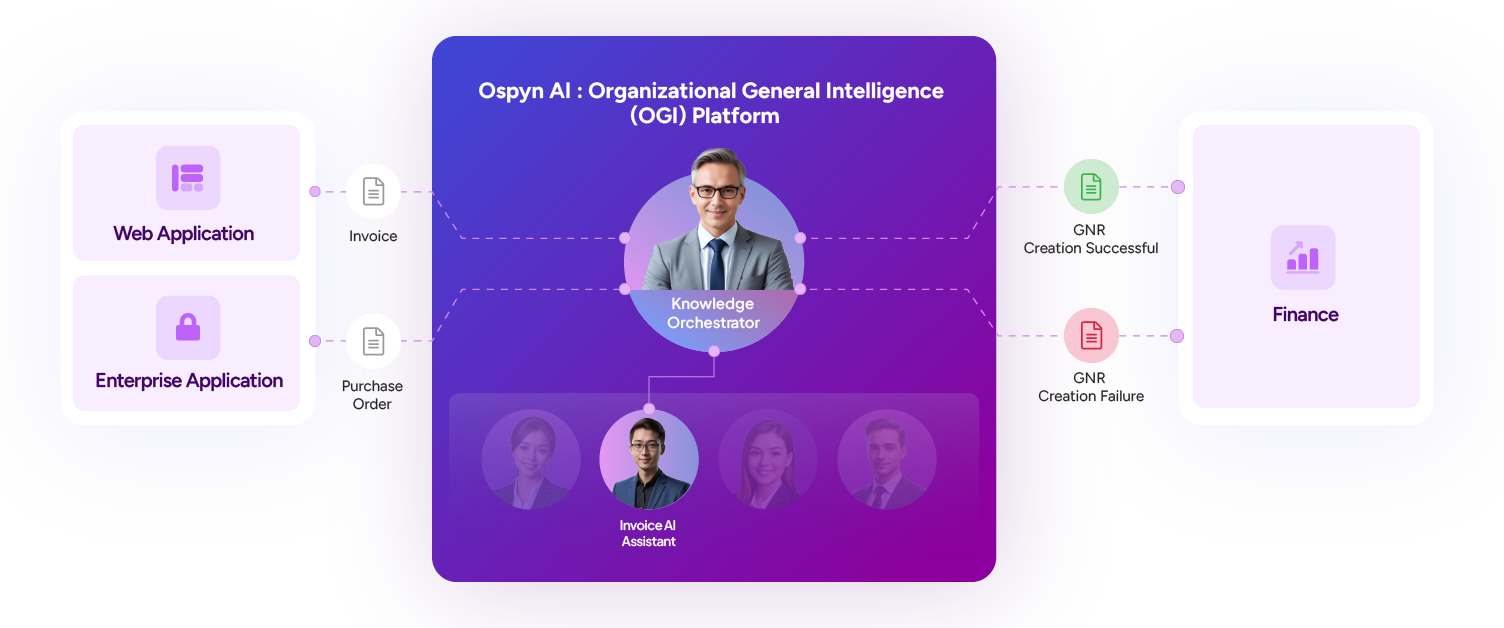 Ospyn AI : Organizational General Intelligence
(OGI) Platform
Web Application
Enterprise Application
Invoice
Purchase
Order
Knowledge
Orchestrator
Invoice AI
Assistant
GNR
Creation Successful
GNR
Creation Failure
Finance